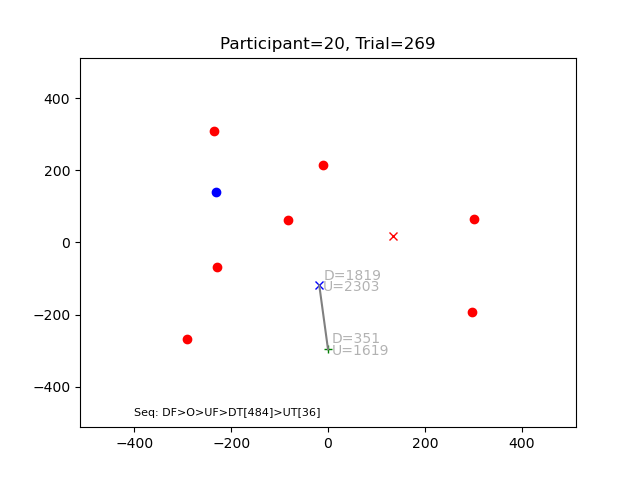 Participant=20, Trial=269
400
200
0
−200
−400
D=1819
U=2303
D=351
U=1619
Seq: DF>O>UF>DT[484]>UT[36]
−400 −200 0 200 400